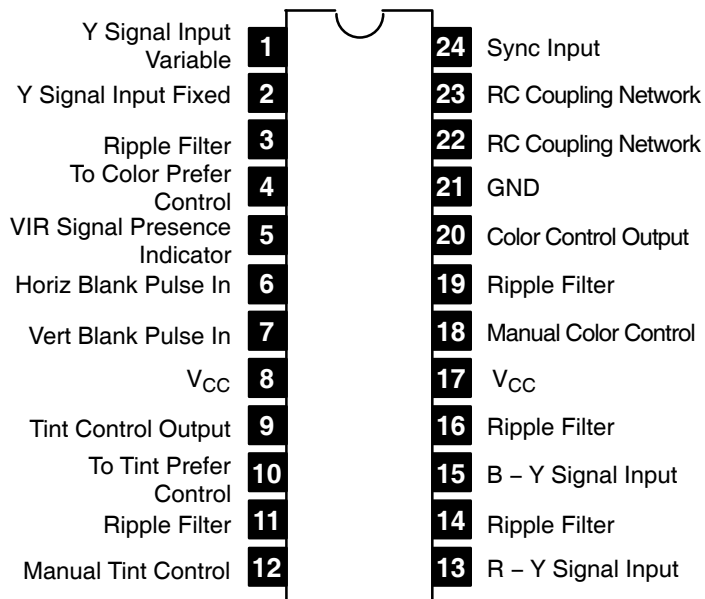 Y Signal Input
Variable
1
24
Sync Input
Y Signal Input Fixed
2
23
RC Coupling Network
Ripple Filter
3
22
RC Coupling Network
To Color Prefer
Control
4
21
GND
VIR Signal Presence
Indicator
5
20
Color Control Output
Horiz Blank Pulse In
6
19
Ripple Filter
Vert Blank Pulse In
7
18
Manual Color Control
VCC
8
17
VCC
Tint Control Output
9
16
Ripple Filter
To Tint Prefer
Control
10
15
B – Y Signal Input
Ripple Filter
11
14
Ripple Filter
Manual Tint Control
12
13
R – Y Signal Input